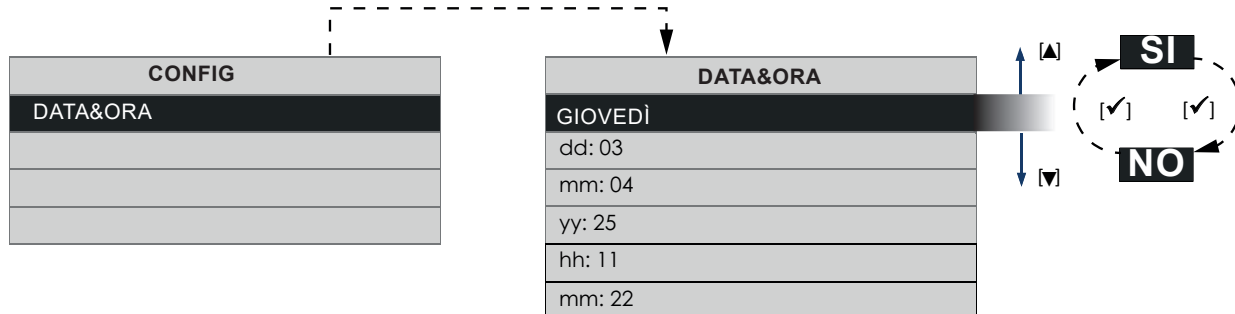 CONFIG
DATA&ORA
DATA&ORA
GIOVEDÌ
dd: 03
mm: 04
yy: 25
hh: 11
mm: 22
[▲]
[▼]
SI
[✓] [✓]
NO